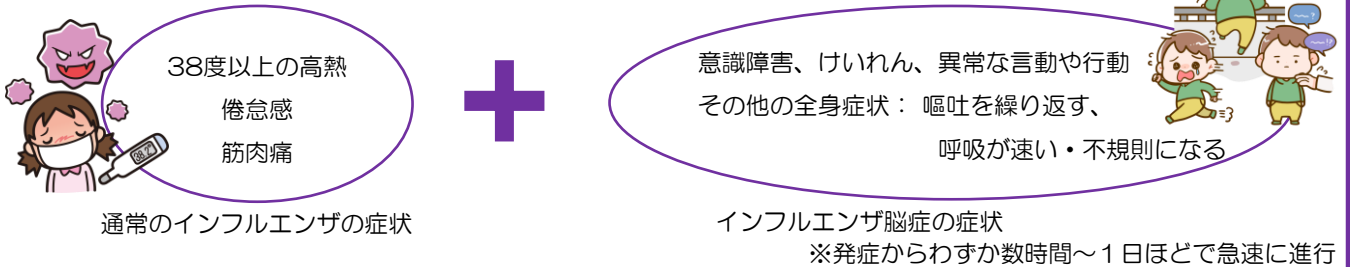 38度以上の高熱
倦怠感
筋肉痛
通常のインフルエンザの症状
意識障害、けいれん、異常な言動や行動
その他の全身症状： 嘔吐を繰り返す、
呼吸が速い・不規則になる
インフルエンザ脳症の症状
※発症からわずか数時間～１日ほどで急速に進行